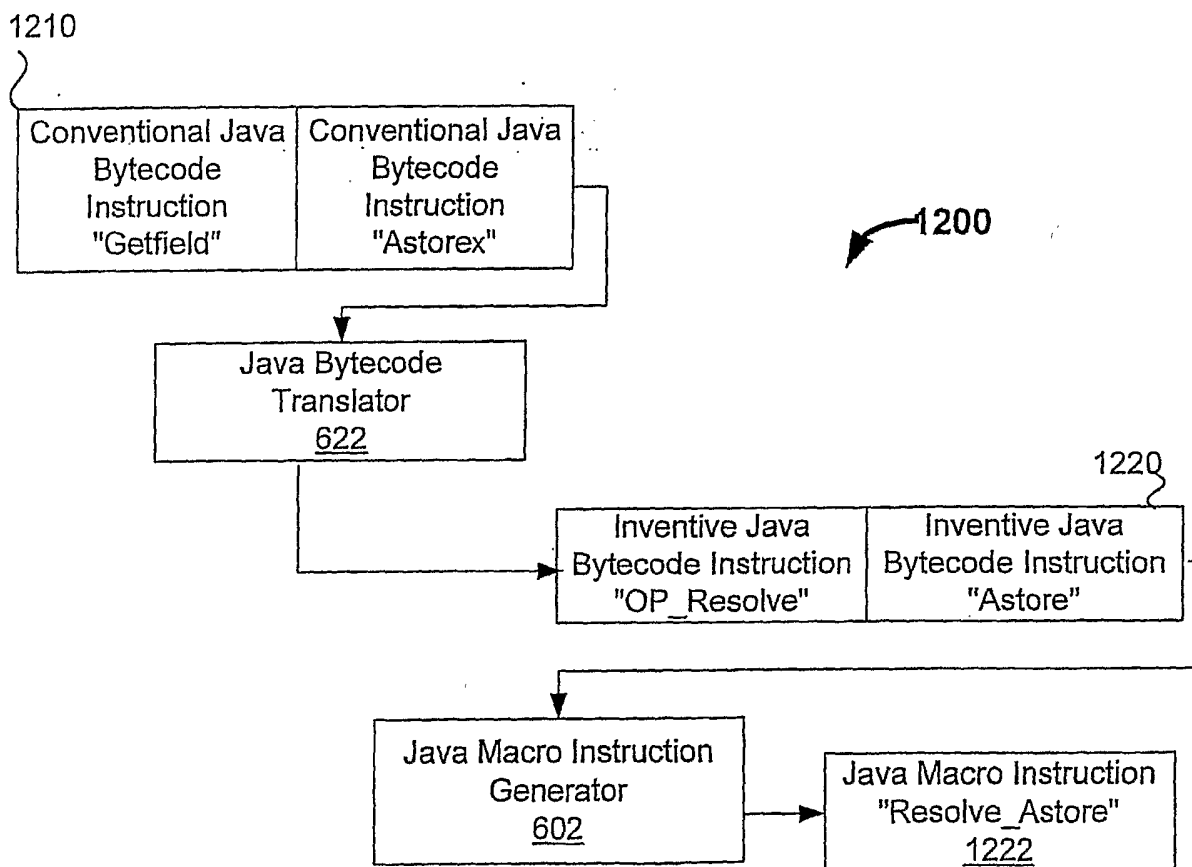 1210
Conventional Java
Bytecode
Instruction
"Getfield"
Conventional Java
Bytecode
Instruction
"Astorex"
1200
Java Bytecode
Translator
622
1220
Inventive Java
Bytecode Instruction
"OP_Resolve"
Inventive Java
Bytecode Instruction
"Astore"
Java Macro Instruction
Generator
602
Java Macro Instruction
"Resolve_Astore"
1222